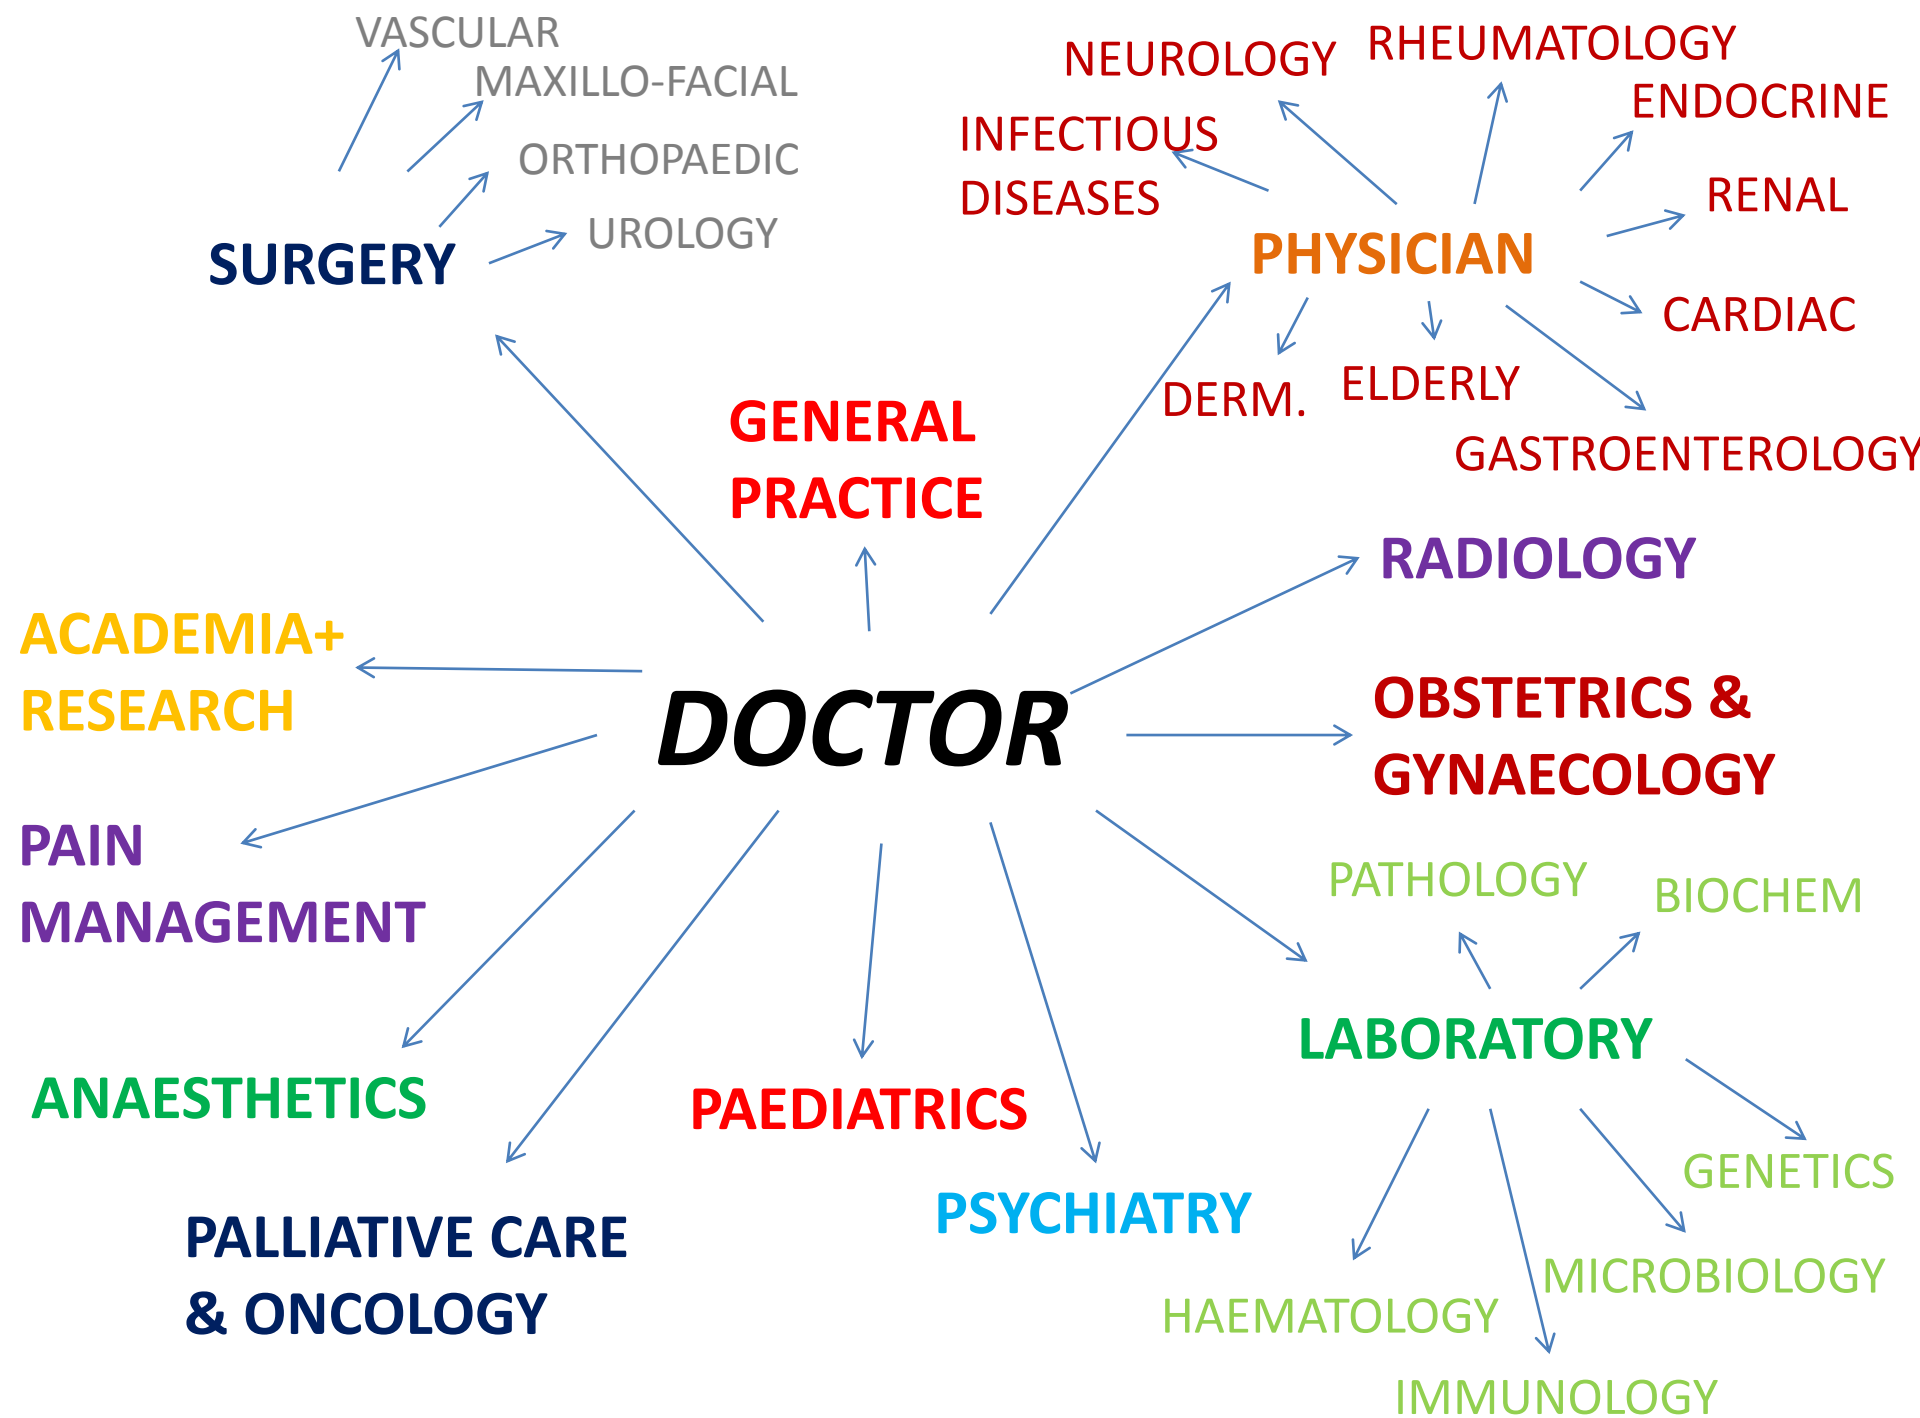 VASCULAR
MAXILLO-FACIAL
ORTHOPAEDIC
UROLOGY
SURGERY
NEUROLOGY
RHEUMATOLOGY
ENDOCRINE
INFECTIOUS
DISEASES
RENAL
PHYSICIAN
CARDIAC
DERM.
ELDERLY
GASTROENTEROLOGY
GENERAL
PRACTICE
RADIOLOGY
ACADEMIA+
RESEARCH
DOCTOR
OBSTETRICS &
GYNAECOLOGY
PAIN
MANAGEMENT
PATHOLOGY
BIOCHEM
LABORATORY
ANAESTHETICS
PAEDIATRICS
GENETICS
PSYCHIATRY
PALLIATIVE CARE
& ONCOLOGY
MICROBIOLOGY
HAEMATOLOGY
IMMUNOLOGY